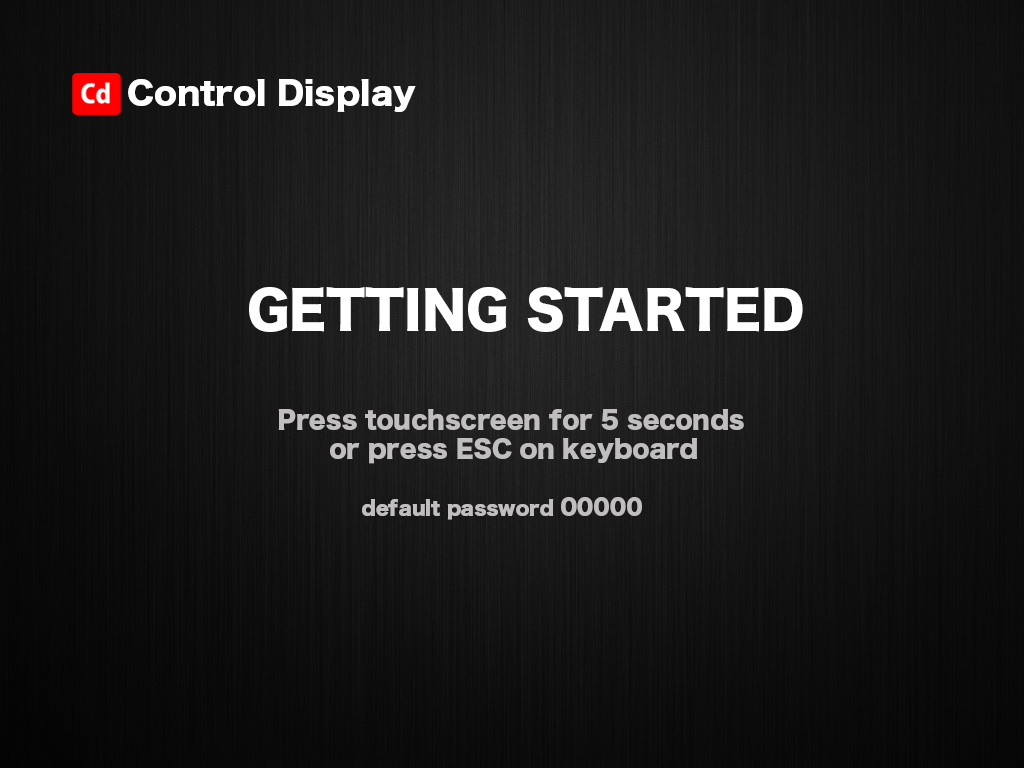 Cd Control Display
GETTING STARTED
Press touchscreen for 5 seconds
or press ESC on keyboard
default password 00000